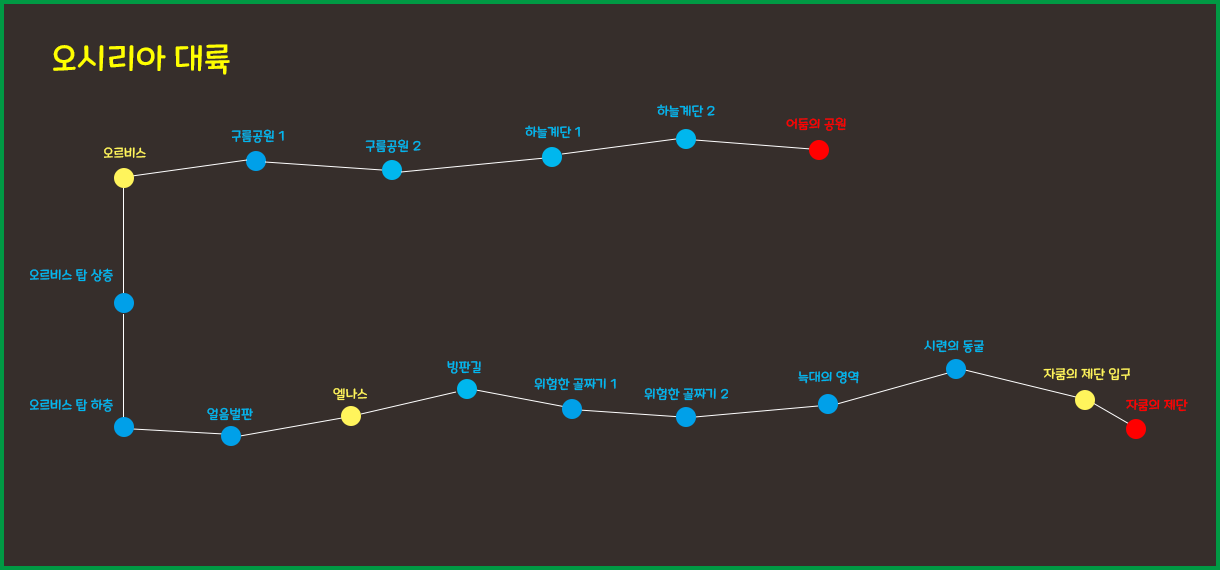 오시리아 대륙
하늘계단 2
어둠의 공원
하늘계단 1
구름공원 1
구름공원 2
오르비스
오르비스 탑 상층
시련의 동굴
빙판길
자쿰의 제단 입구
늑대의 영역
위험한 골짜기 1
위험한 골짜기 2
엘나스
오르비스 탑 하층
자쿰의 제단
얼음벌판